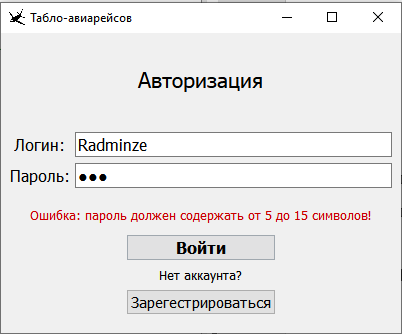 Табло-авиарейсов
Авторизация
Логин: Radminze
Пароль: ●●●
Ошибка: пароль должен содержать от 5 до 15 символов!
Войти
Нет аккаунта?
Зарегестрироваться